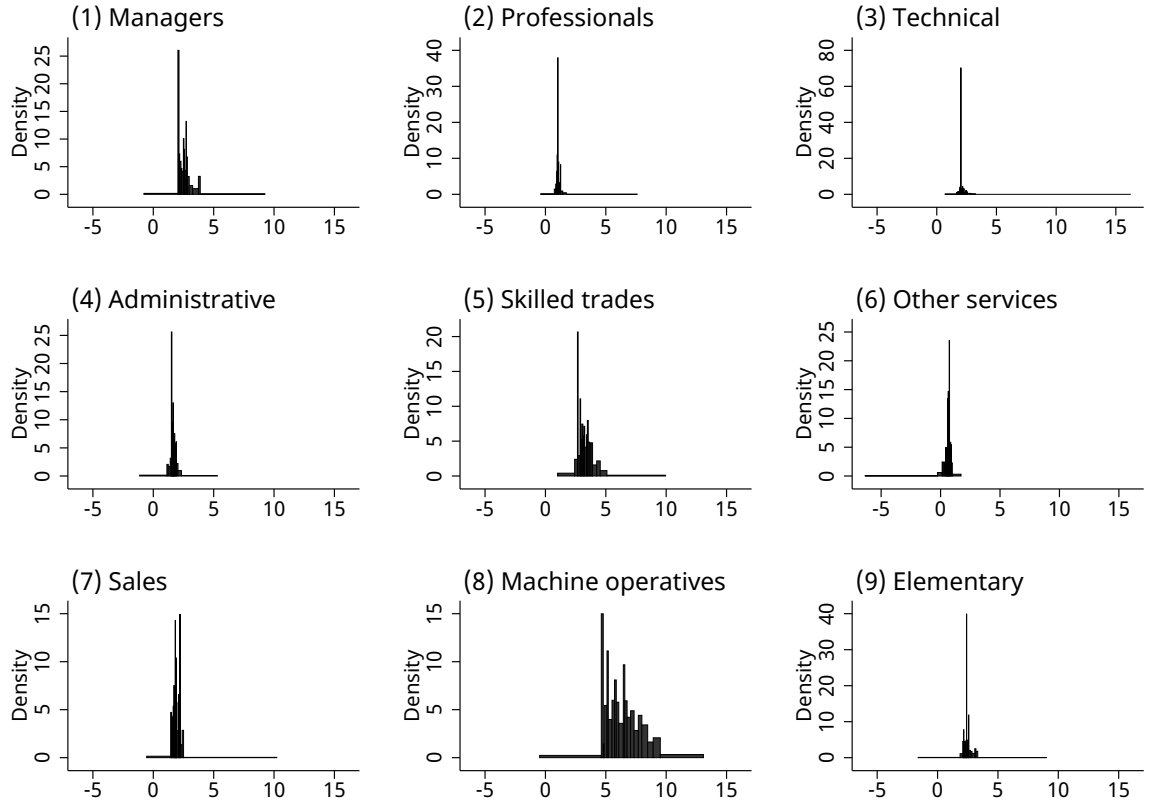 (1) Managers
(2) Professionals
(3) Technical
Density
0 5 10 15 20 25
-5 0 5 10 15
Density
0 10 20 30 40
-5 0 5 10 15
Density
0 20 40 60 80
-5 0 5 10 15
(4) Administrative
(5) Skilled trades
(6) Other services
Density
0 5 10 15 20 25
-5 0 5 10 15
Density
0 5 10 15 20
-5 0 5 10 15
Density
0 5 10 15 20 25
-5 0 5 10 15
(7) Sales
(8) Machine operatives
(9) Elementary
Density
0 5 10 15
-5 0 5 10 15
Density
0 5 10 15
-5 0 5 10 15
Density
0 10 20 30 40
-5 0 5 10 15